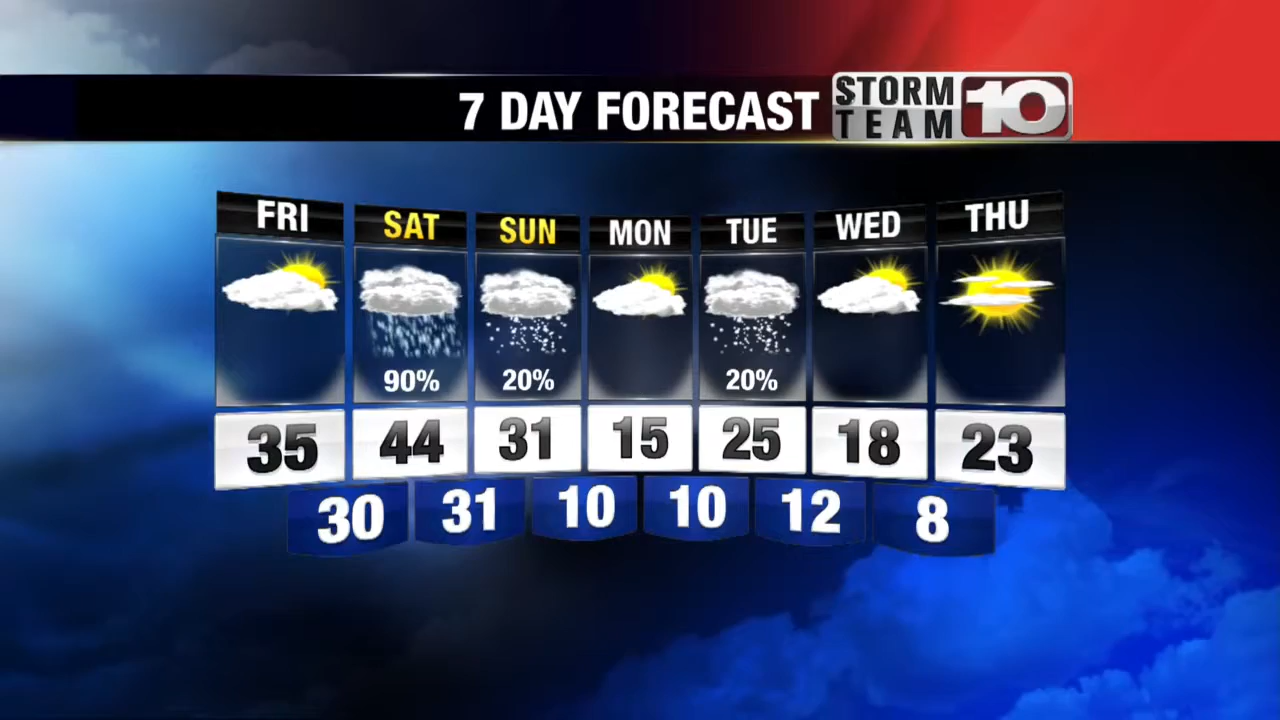 7 DAY FORECAST
STORM
TEAM
10
FRI SAT SUN MON TUE WED THU
90% 20% 20%
35 44 31 15 25 18 23
30 31 10 10 12 8